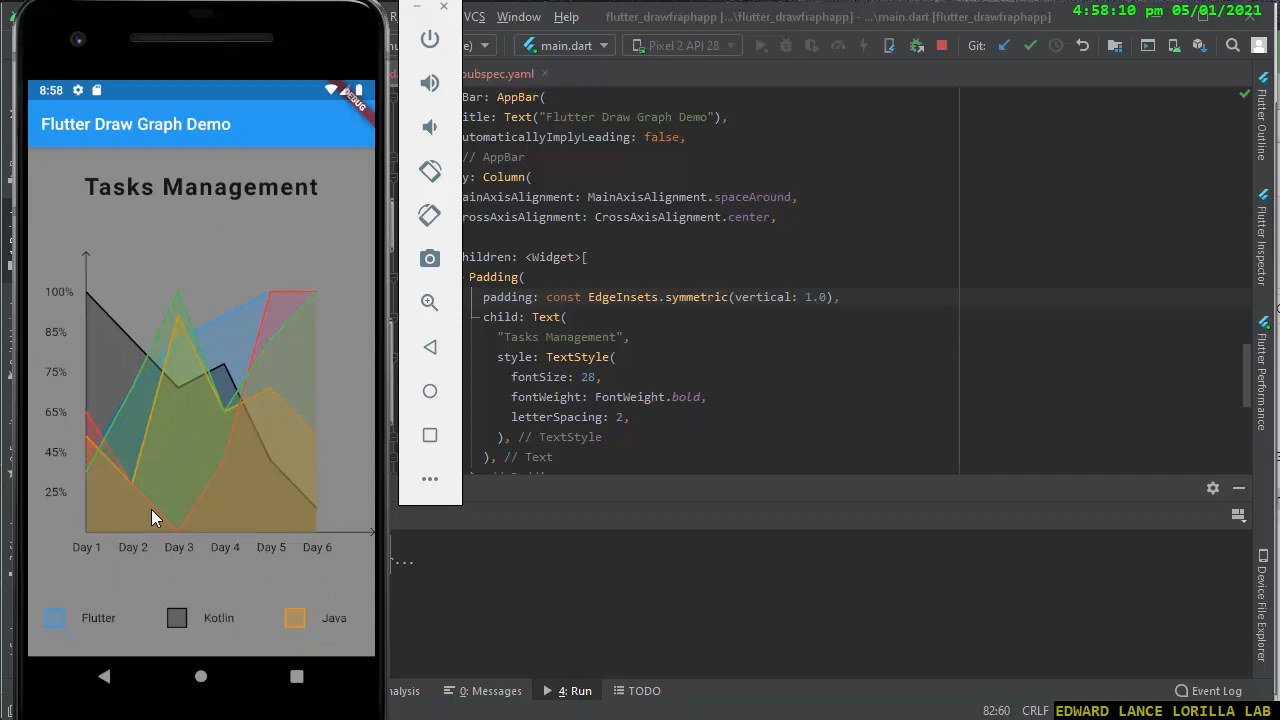 VCS Window Help flutter_drawfraphapp [...\flutter_drawfraphapp] - ...\main.dart [flutter_drawfraphapp]
4:58:10 pm 05/01/2021
main.dart
Pixel 2 API 28
Git:
pubspec.yaml
8:58
DEBUG
Flutter Draw Graph Demo
Tasks Management
100%
85%
75%
65%
45%
25%
Day 1 Day 2 Day 3 Day 4 Day 5 Day 6
Flutter Kotlin Java
Bar: AppBar(
itle: Text("Flutter Draw Graph Demo"),
utomaticallyImplyLeading: false,
// AppBar
y: Column(
ainAxisAlignment: MainAxisAlignment.spaceAround,
rossAxisAlignment: CrossAxisAlignment.center,
hildren: <Widget>[
Padding(
padding: const EdgeInsets.symmetric(vertical: 1.0),
child: Text(
"Tasks Management",
style: TextStyle(
fontSize: 28,
fontWeight: FontWeight.bold,
letterSpacing: 2,
), // TextStyle
), // Text
...
Flutter Outline
Flutter Inspector
Flutter Performance
Device File Explorer
nalysis 0: Messages 4: Run TODO Event Log
82:60 CRLF
EDWARD LANCE LORILLA LAB